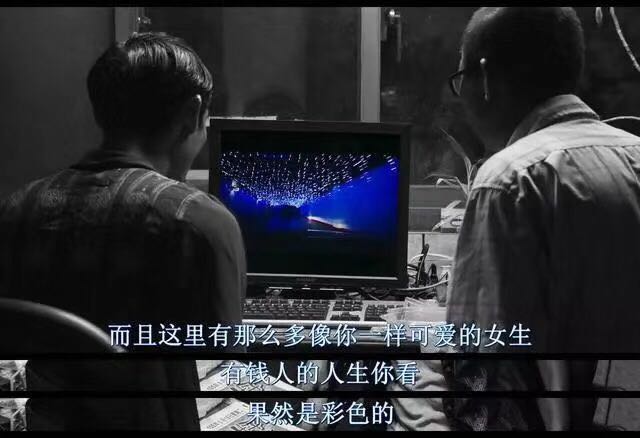 而且这里有那么多像你一样可爱的女生
有钱人的人生你看
果然是彩色的